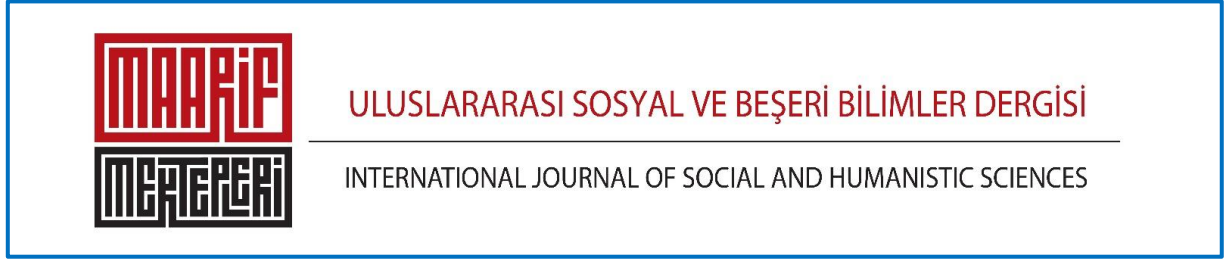 MAARİF
MEKTEPLERİ
ULUSLARARASI SOSYAL VE BEŞERİ BİLİMLER DERGİSİ
INTERNATIONAL JOURNAL OF SOCIAL AND HUMANISTIC SCIENCES